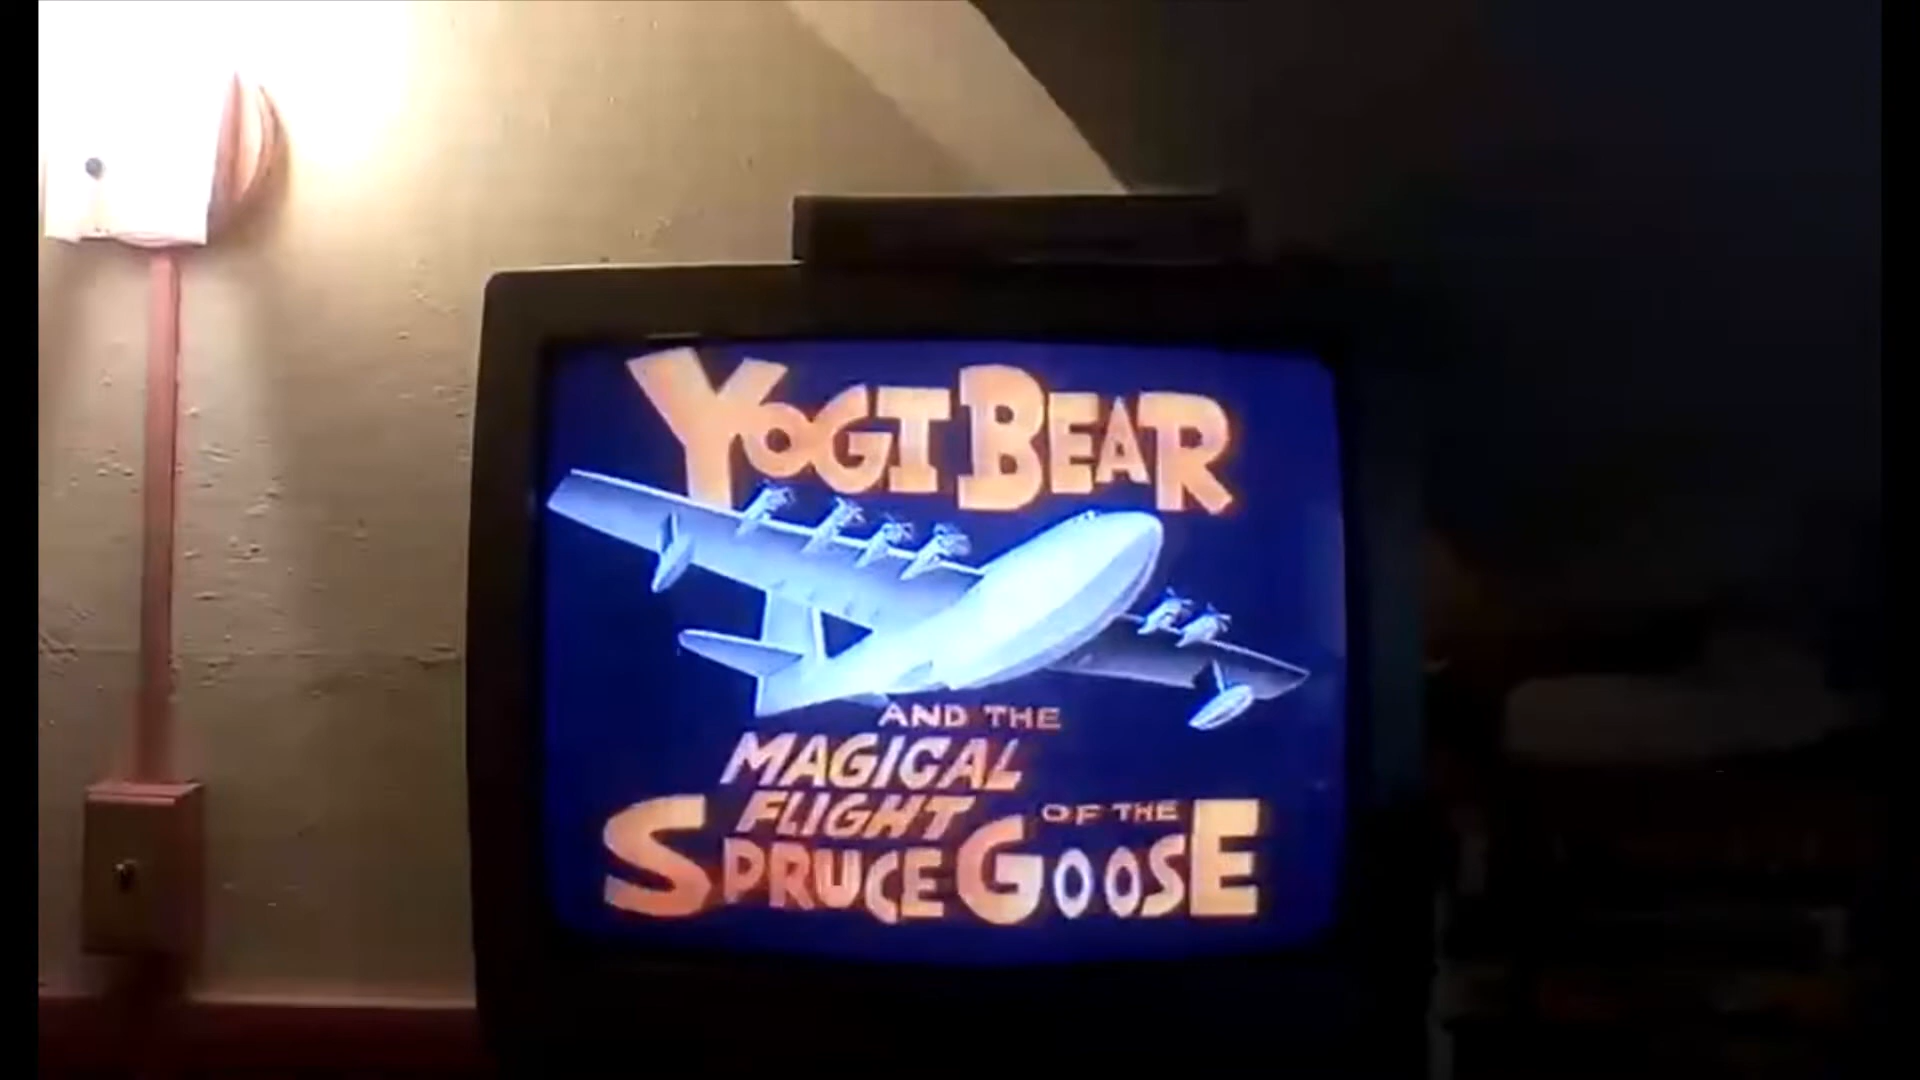 YOGI BEAR
AND THE
MAGICAL
FLIGHT OF THE
SPRUCE GOOSE